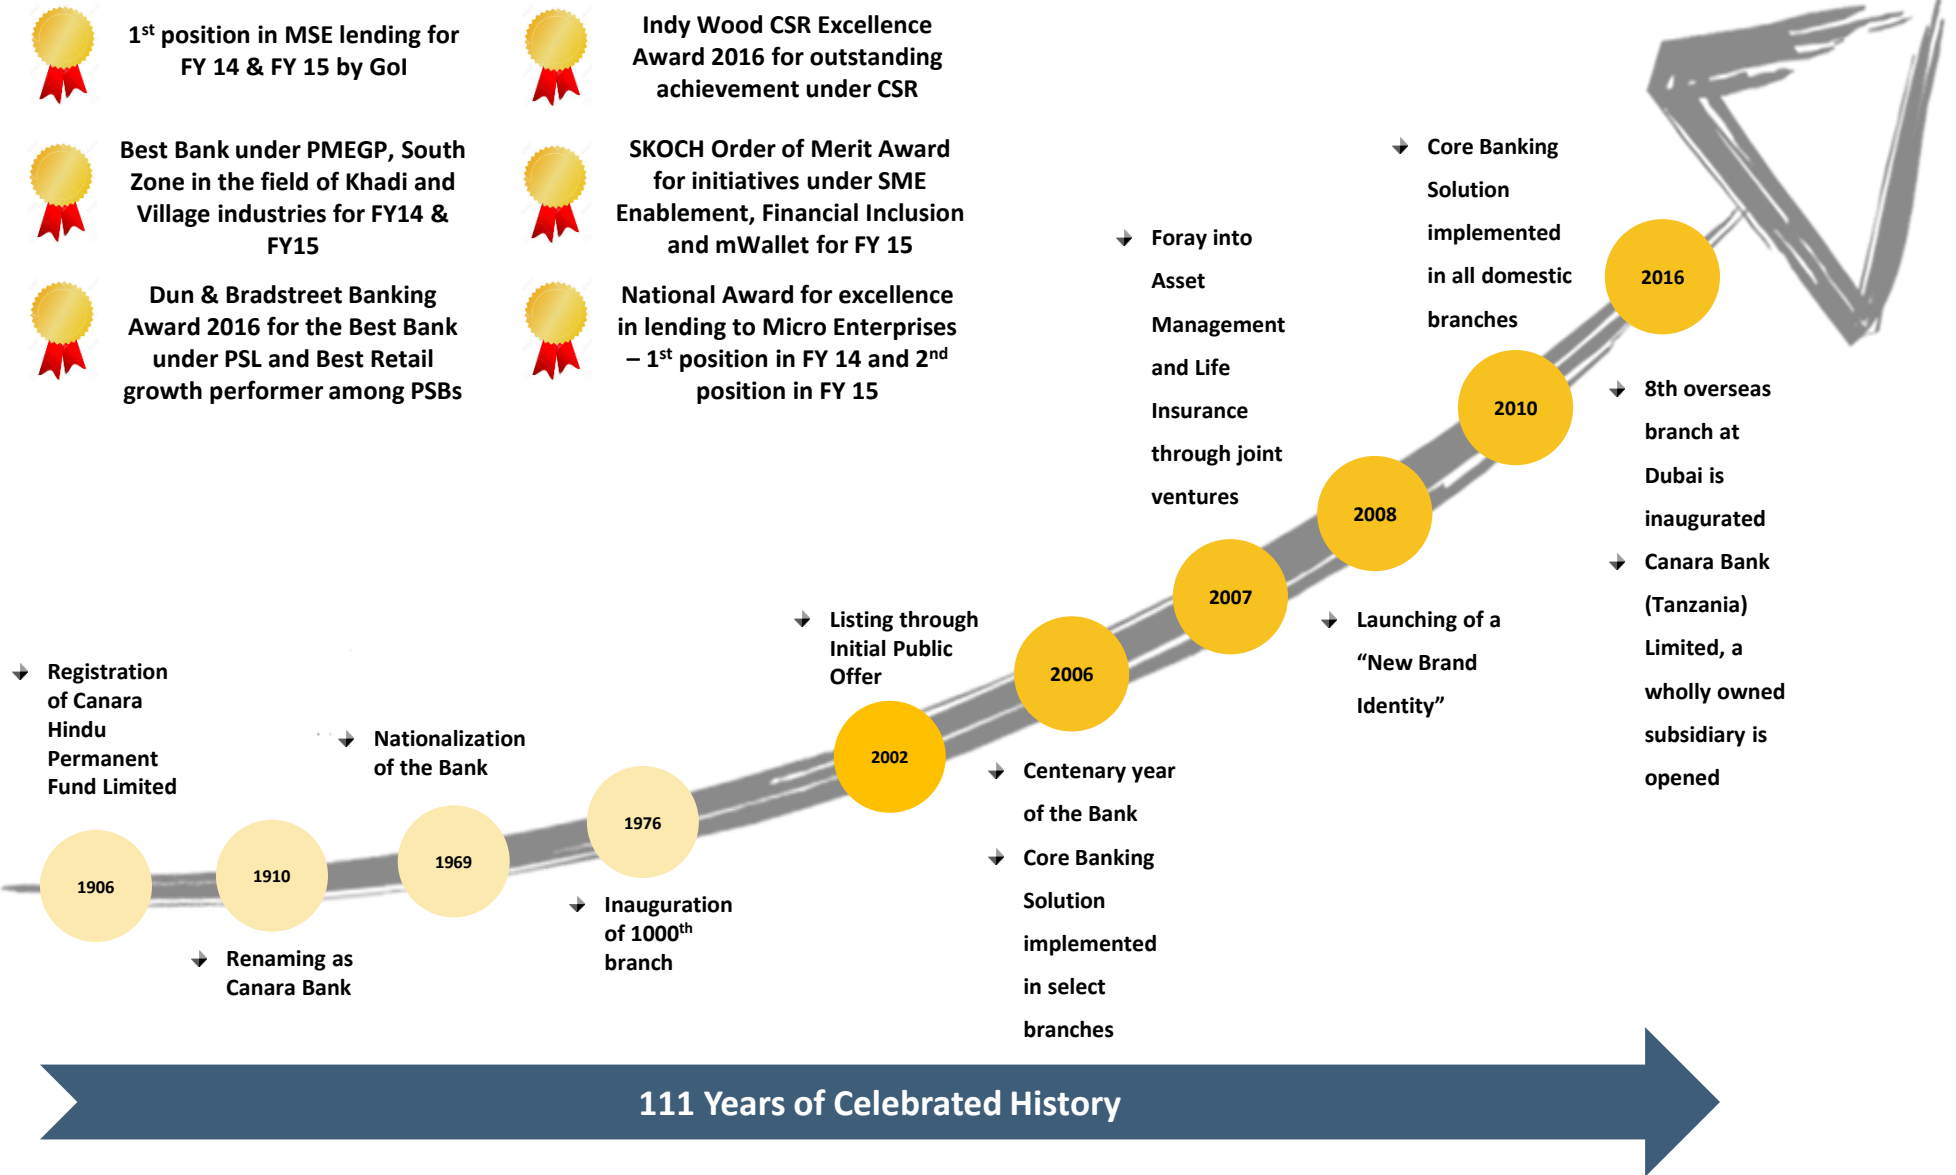 1st position in MSE lending for
FY 14 & FY 15 by GoI
Indy Wood CSR Excellence
Award 2016 for outstanding
achievement under CSR
Best Bank under PMEGP, South
Zone in the field of Khadi and
Village industries for FY14 &
FY15
SKOCH Order of Merit Award
for initiatives under SME
Enablement, Financial Inclusion
and mWallet for FY 15
Dun & Bradstreet Banking
Award 2016 for the Best Bank
under PSL and Best Retail
growth performer among PSBs
National Award for excellence
in lending to Micro Enterprises
– 1st position in FY 14 and 2nd
position in FY 15
Registration
of Canara
Hindu
Permanent
Fund Limited
1906
1910
Renaming as
Canara Bank
Nationalization
of the Bank
1969
1976
Inauguration
of 1000th
branch
Listing through
Initial Public
Offer
2002
2006
Centenary year
of the Bank
Core Banking
Solution
implemented
in select
branches
Foray into
Asset
Management
and Life
Insurance
through joint
ventures
2007
2008
Launching of a
“New Brand
Identity”
Core Banking
Solution
implemented
in all domestic
branches
2010
2016
8th overseas
branch at
Dubai is
inaugurated
Canara Bank
(Tanzania)
Limited, a
wholly owned
subsidiary is
opened
111 Years of Celebrated History